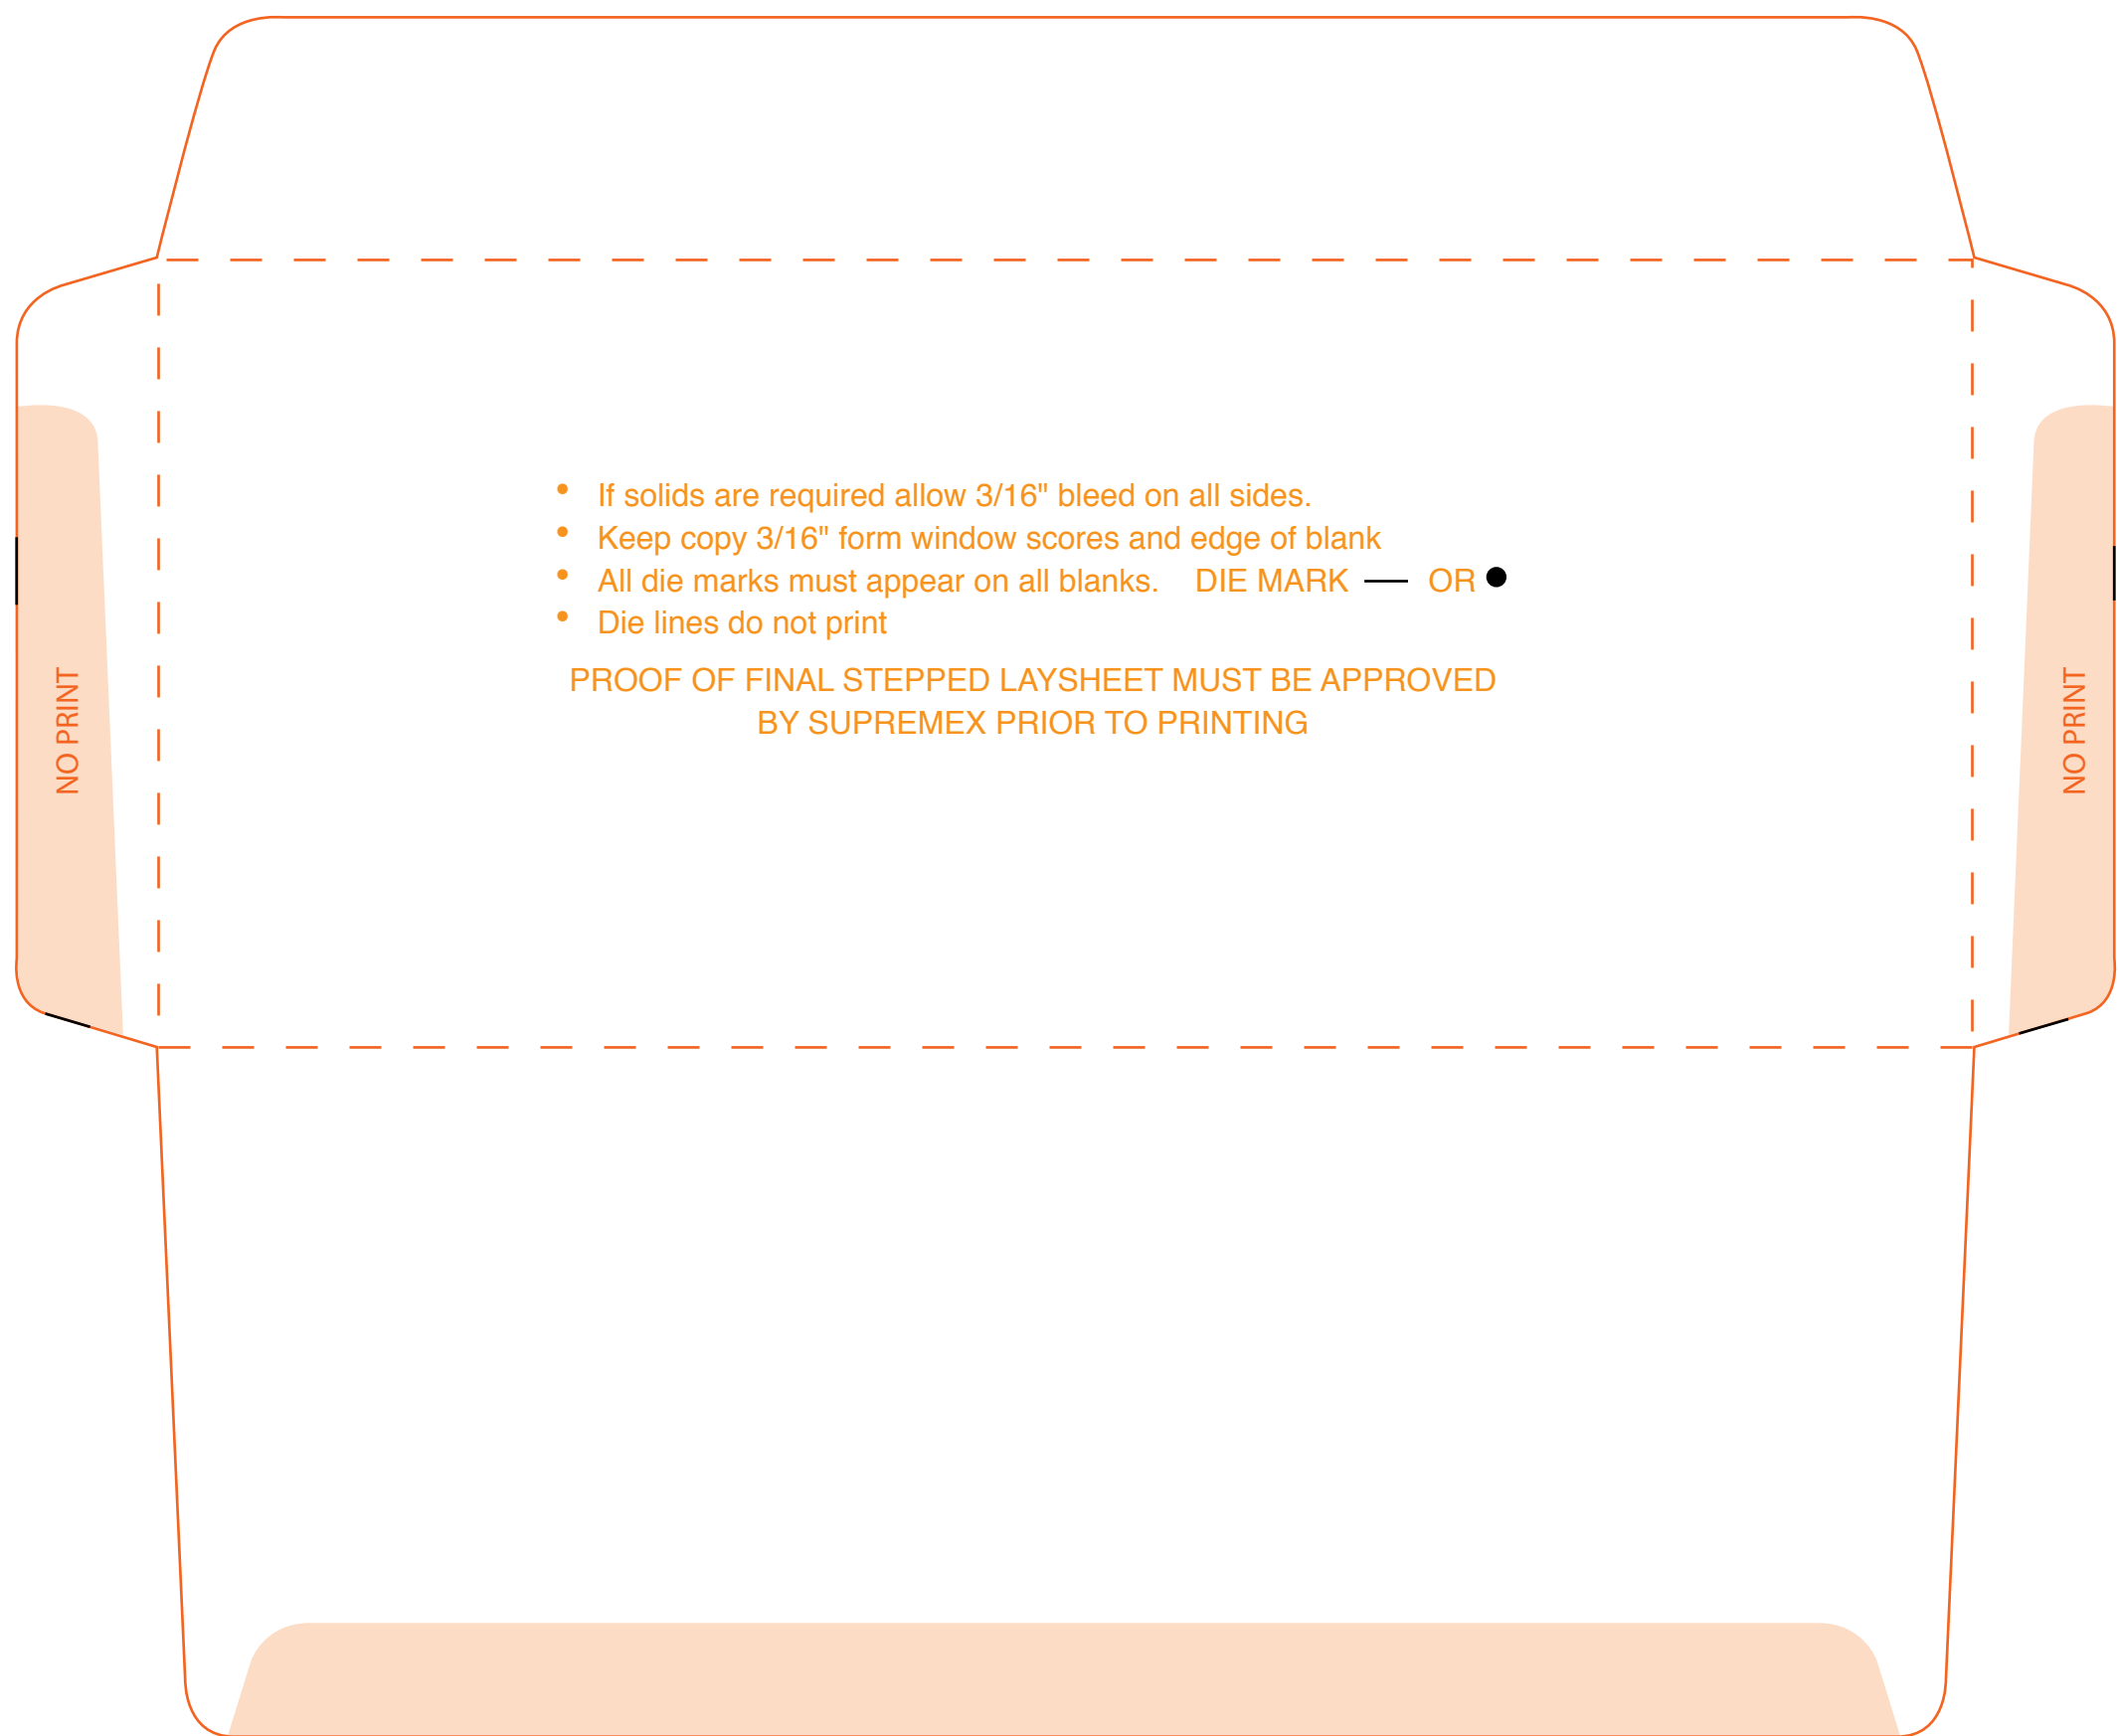 • If solids are required allow 3/16" bleed on all sides.
• Keep copy 3/16" form window scores and edge of blank
• All die marks must appear on all blanks. DIE MARK — OR ●
• Die lines do not print
PROOF OF FINAL STEPPED LAYSHEET MUST BE APPROVED
BY SUPREMEX PRIOR TO PRINTING
NO PRINT
NO PRINT